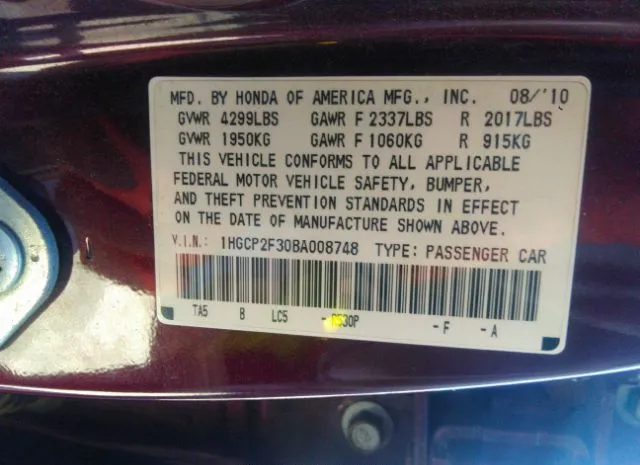 MFD. BY HONDA OF AMERICA MFG., INC. 08/'10
GVWR 4299LBS GAWR F 2337LBS R 2017LBS
GVWR 1950KG GAWR F 1060KG R 915KG
THIS VEHICLE CONFORMS TO ALL APPLICABLE
FEDERAL MOTOR VEHICLE SAFETY, BUMPER,
AND THEFT PREVENTION STANDARDS IN EFFECT
ON THE DATE OF MANUFACTURE SHOWN ABOVE.
V.I.N.: 1HGCP2F30BA008748 TYPE: PASSENGER CAR
TA5 B LC5 - R530P - F - A